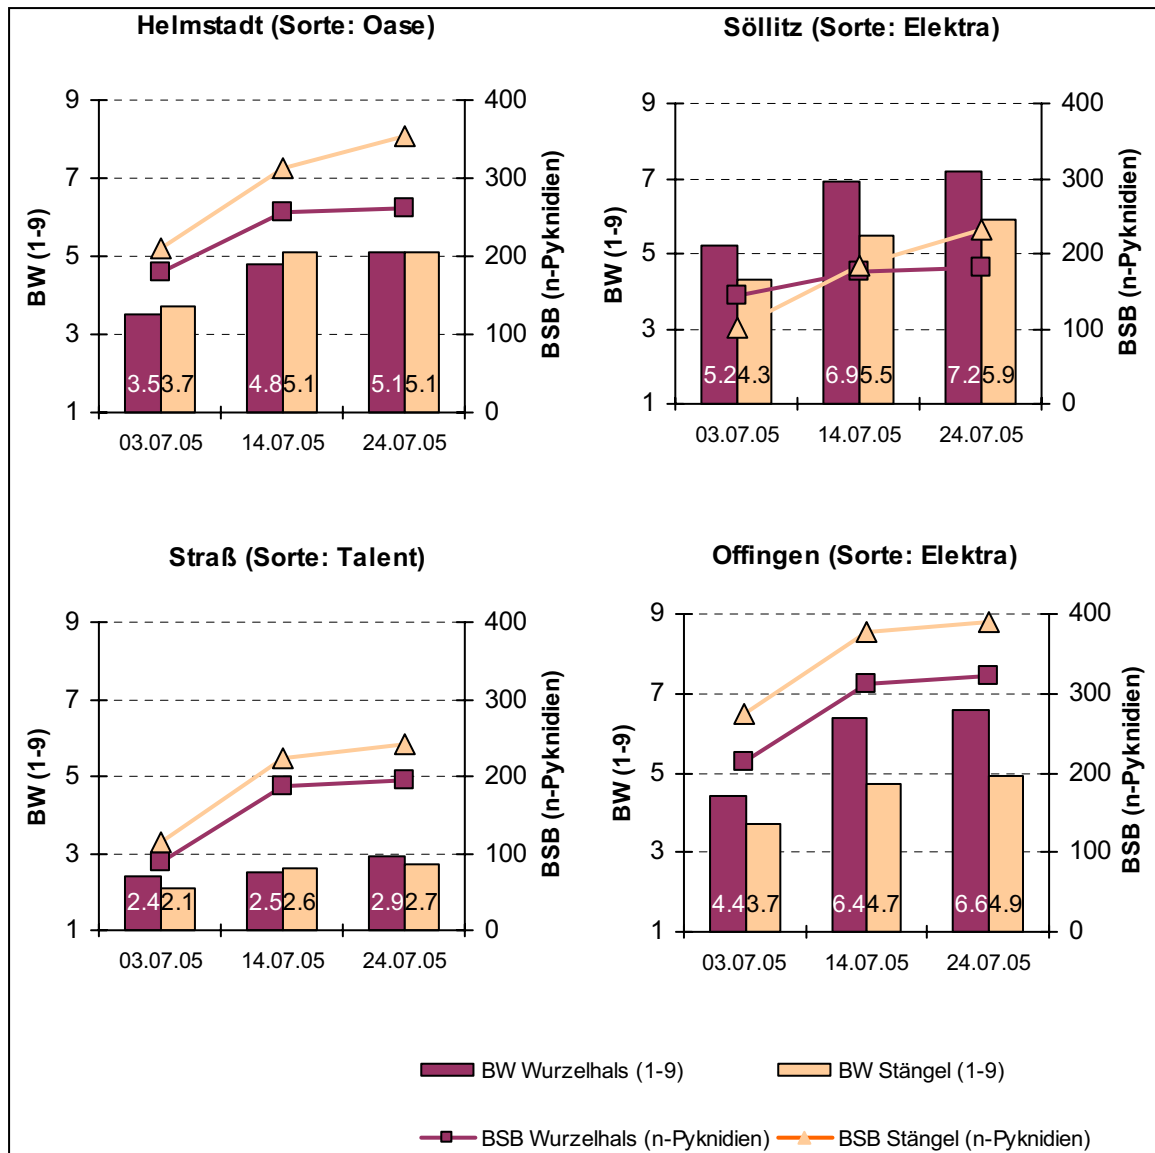 Helmstadt (Sorte: Oase)
BW (1-9)
9
7
5
3
1
400
300
200
100
0
BSB (n-Pyknidien)
3.5 3.7 4.8 5.1 5.1 5.1
03.07.05 14.07.05 24.07.05
Söllitz (Sorte: Elektra)
BW (1-9)
9
7
5
3
1
400
300
200
100
0
BSB (n-Pyknidien)
5.2 4.3 6.9 5.5 7.2 5.9
03.07.05 14.07.05 24.07.05
Straß (Sorte: Talent)
BW (1-9)
9
7
5
3
1
400
300
200
100
0
BSB (n-Pyknidien)
2.4 2.1 2.5 2.6 2.9 2.7
03.07.05 14.07.05 24.07.05
Offingen (Sorte: Elektra)
BW (1-9)
9
7
5
3
1
400
300
200
100
0
BSB (n-Pyknidien)
4.4 3.7 6.4 4.7 6.6 4.9
03.07.05 14.07.05 24.07.05
BW Wurzelhals (1-9)
BW Stängel (1-9)
BSB Wurzelhals (n-Pyknidien)
BSB Stängel (n-Pyknidien)